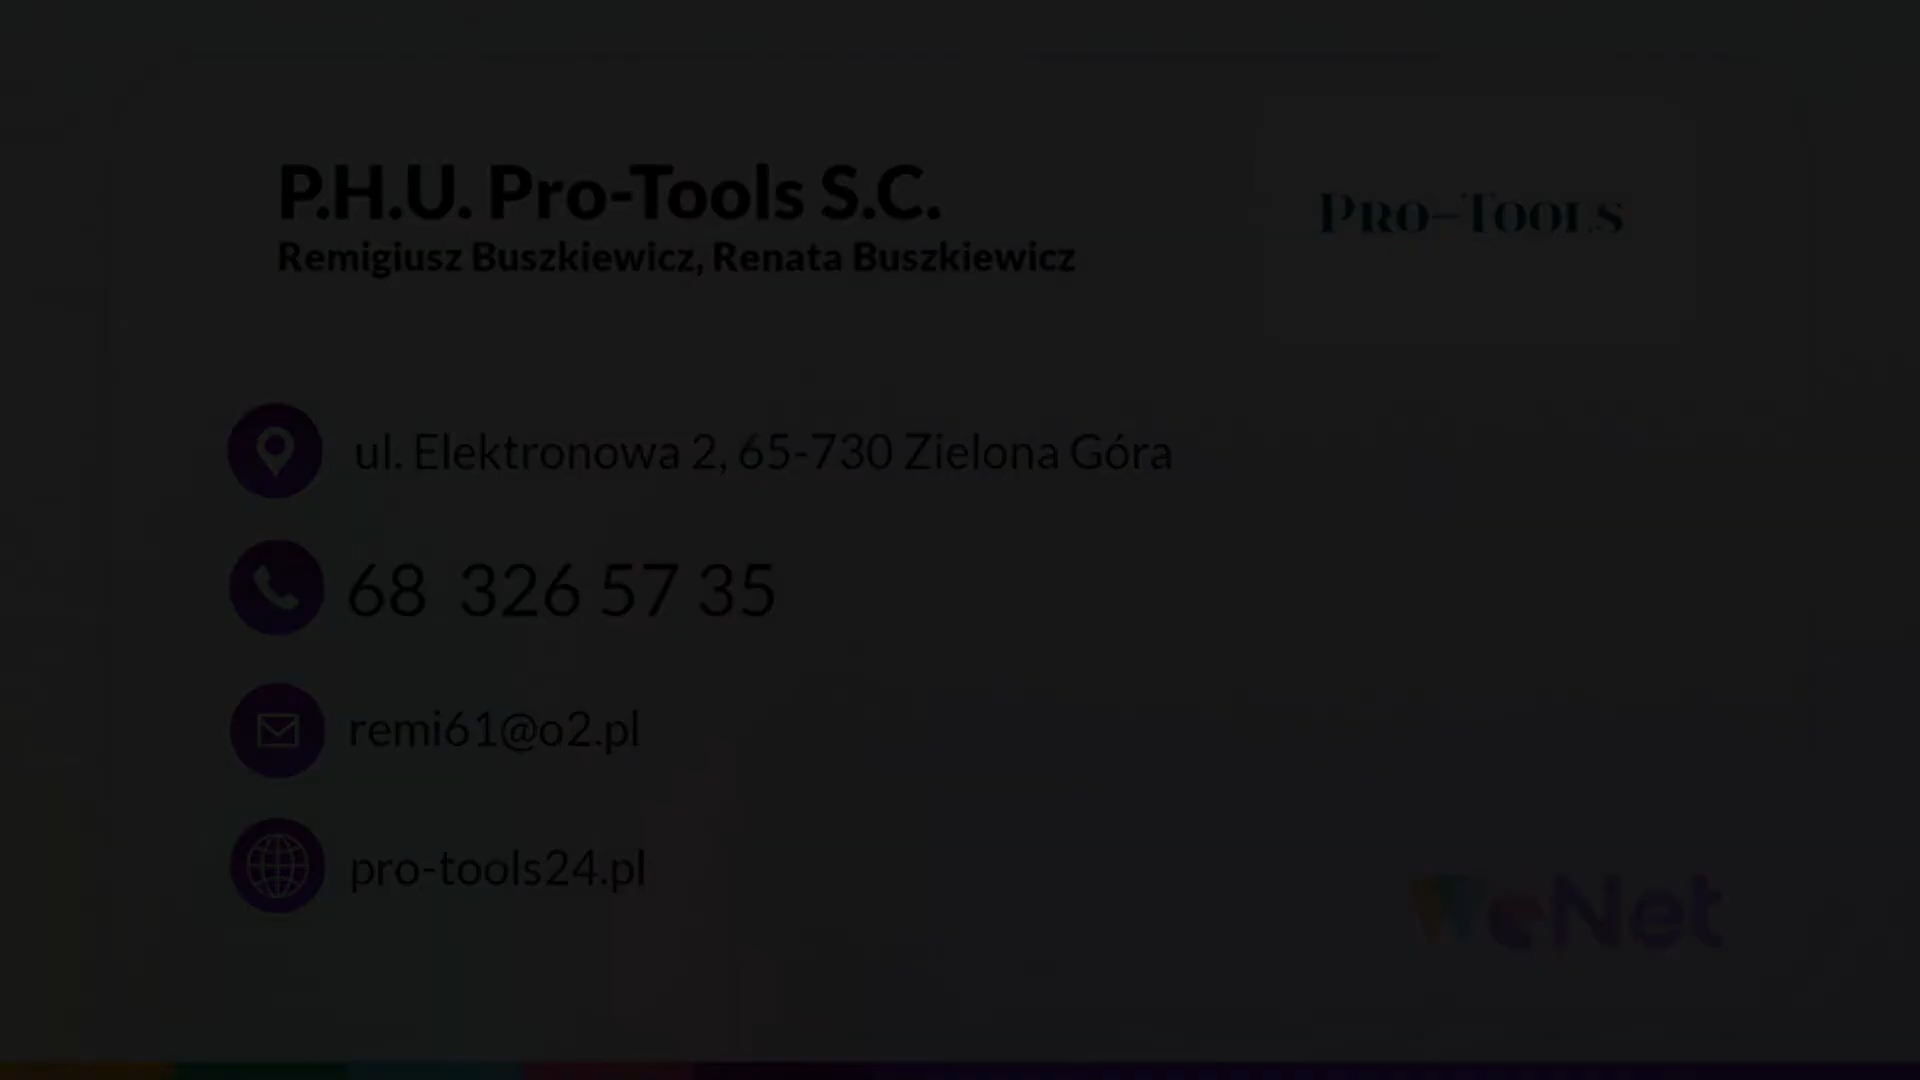 P.H.U. Pro-Tools S.C.
Remigiusz Buszkiewicz, Renata Buszkiewicz
PRO-TOOLS
ul. Elektronowa 2, 65-730 Zielona Góra
68 326 57 35
remi61@o2.pl
pro-tools24.pl
WeNet